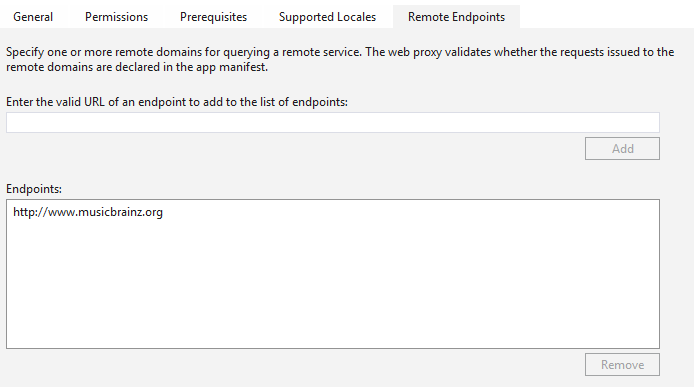 General Permissions Prerequisites Supported Locales Remote Endpoints
Specify one or more remote domains for querying a remote service. The web proxy validates whether the requests issued to the
remote domains are declared in the app manifest.
Enter the valid URL of an endpoint to add to the list of endpoints:
Add
Endpoints:
http://www.musicbrainz.org
Remove